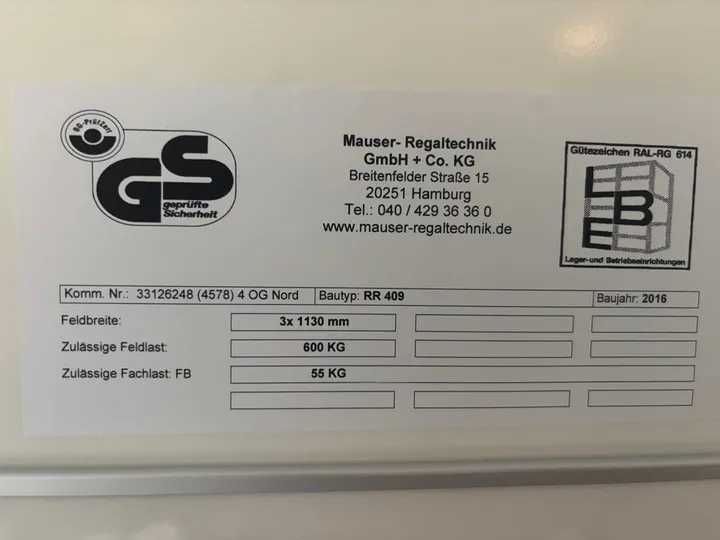 BG-PrüfZert
GS
geprüfte
Sicherheit
Mauser- Regaltechnik
GmbH + Co. KG
Breitenfelder Straße 15
20251 Hamburg
Tel.: 040 / 429 36 36 0
www.mauser-regaltechnik.de
Gütezeichen RAL-RG 614
L
B
E
Lager-und Betriebseinrichtungen
Komm. Nr.: 33126248 (4578) 4 OG Nord Bautyp: RR 409 Baujahr: 2016
Feldbreite: 3x 1130 mm
Zulässige Feldlast: 600 KG
Zulässige Fachlast: FB 55 KG